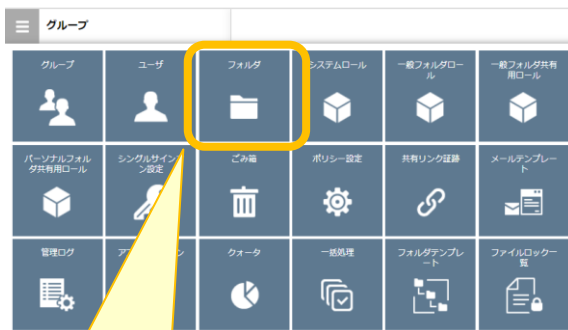 グループ
グループ
ユーザ
フォルダ
システムロール
一般フォルダロー
ル
一般フォルダ共有
用ロール
パーソナルフォル
ダ共有用ロール
シングルサイン
ン設定
ごみ箱
ポリシー設定
共有リンク証跡
メールテンプレー
ト
管理ログ
クォータ
一括処理
フォルダテンプレ
ート
ファイルロック一
覧